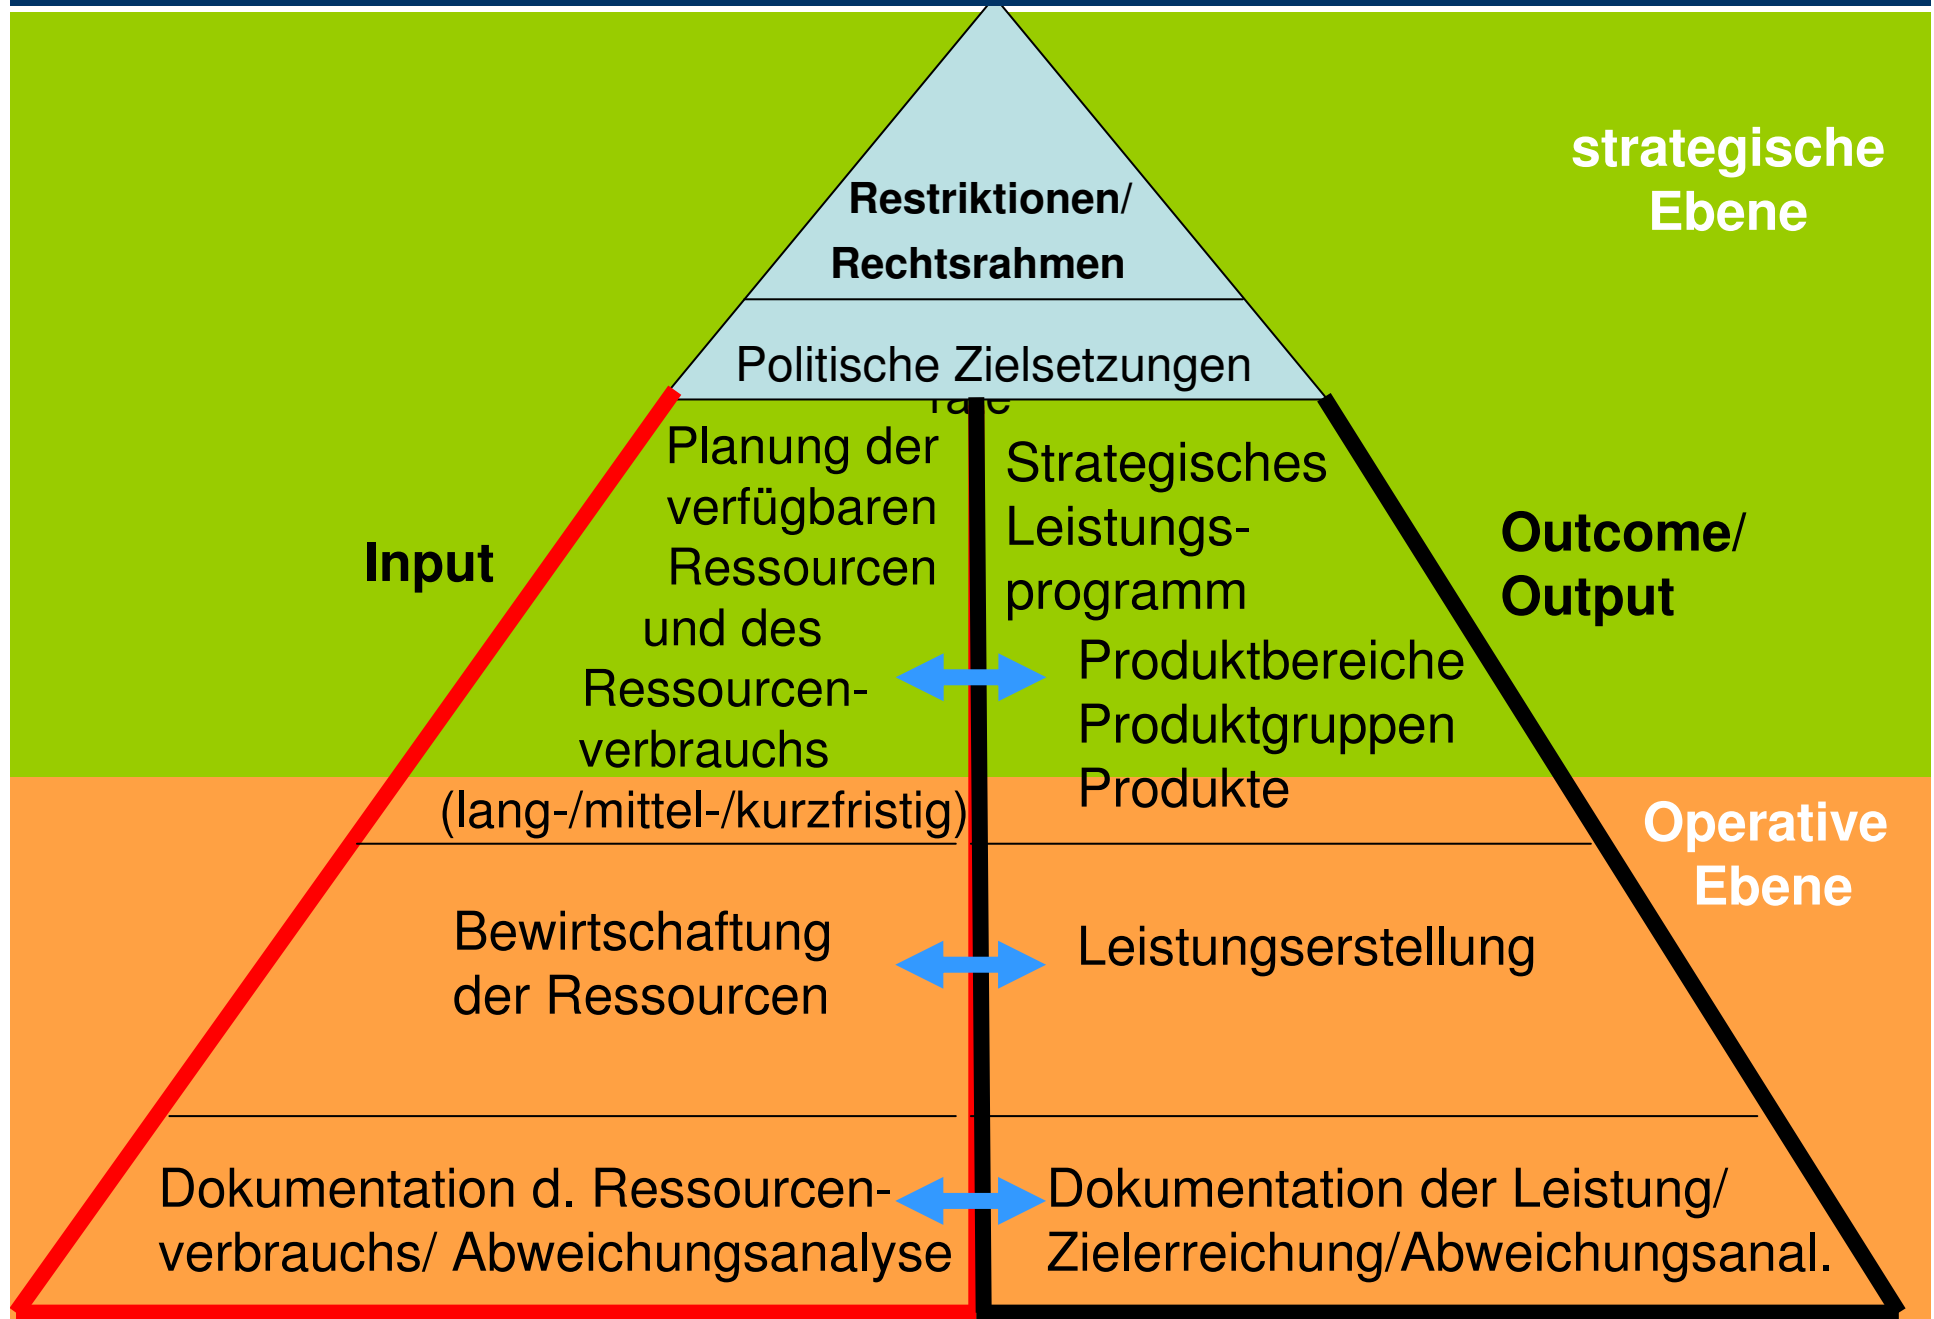 strategische
Ebene
Restriktionen/
Rechtsrahmen
Politische Zielsetzungen
Input
Planung der
verfügbaren
Ressourcen
und des
Ressourcen-
verbrauchs
(lang-/mittel-/kurzfristig)
Strategisches
Leistungs-
programm
Produktbereiche
Produktgruppen
Produkte
Outcome/
Output
Operative
Ebene
Bewirtschaftung
der Ressourcen
Leistungserstellung
Dokumentation d. Ressourcen-
verbrauchs/ Abweichungsanalyse
Dokumentation der Leistung/
Zielerreichung/Abweichungsanal.